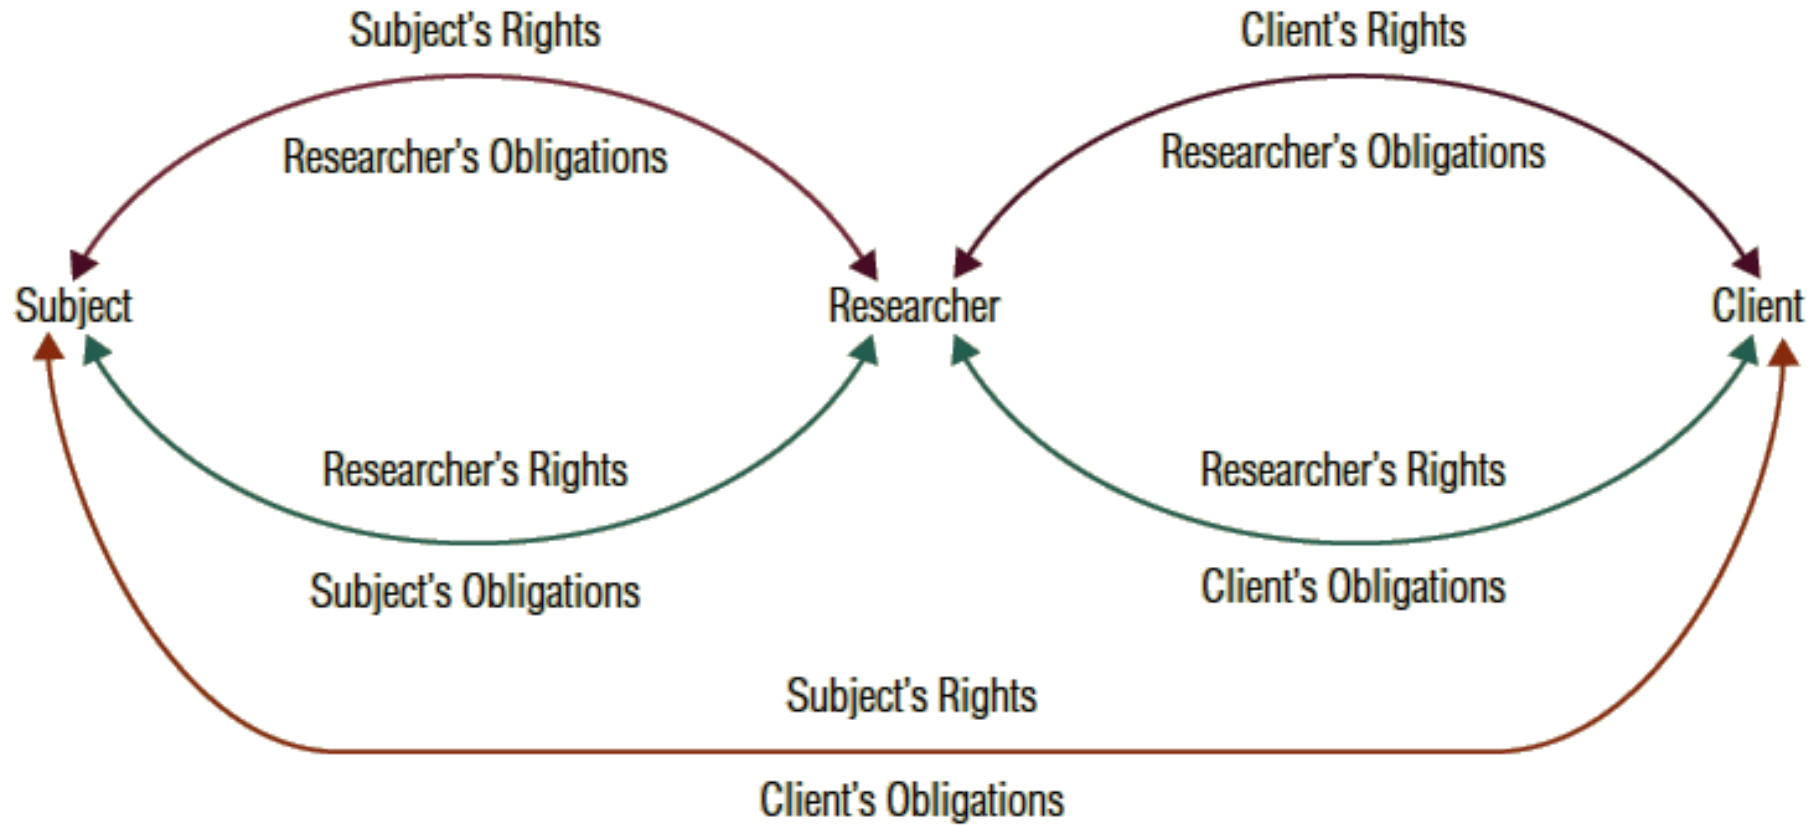 Subject's Rights
Client's Rights
Researcher's Obligations
Researcher's Obligations
Subject
Researcher
Client
Researcher's Rights
Researcher's Rights
Subject's Obligations
Client's Obligations
Subject's Rights
Client's Obligations